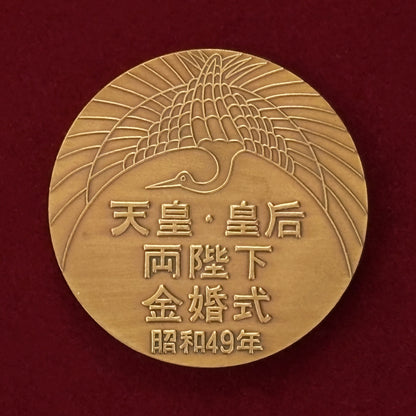 天皇・皇后
両陛下
金婚式
昭和49年